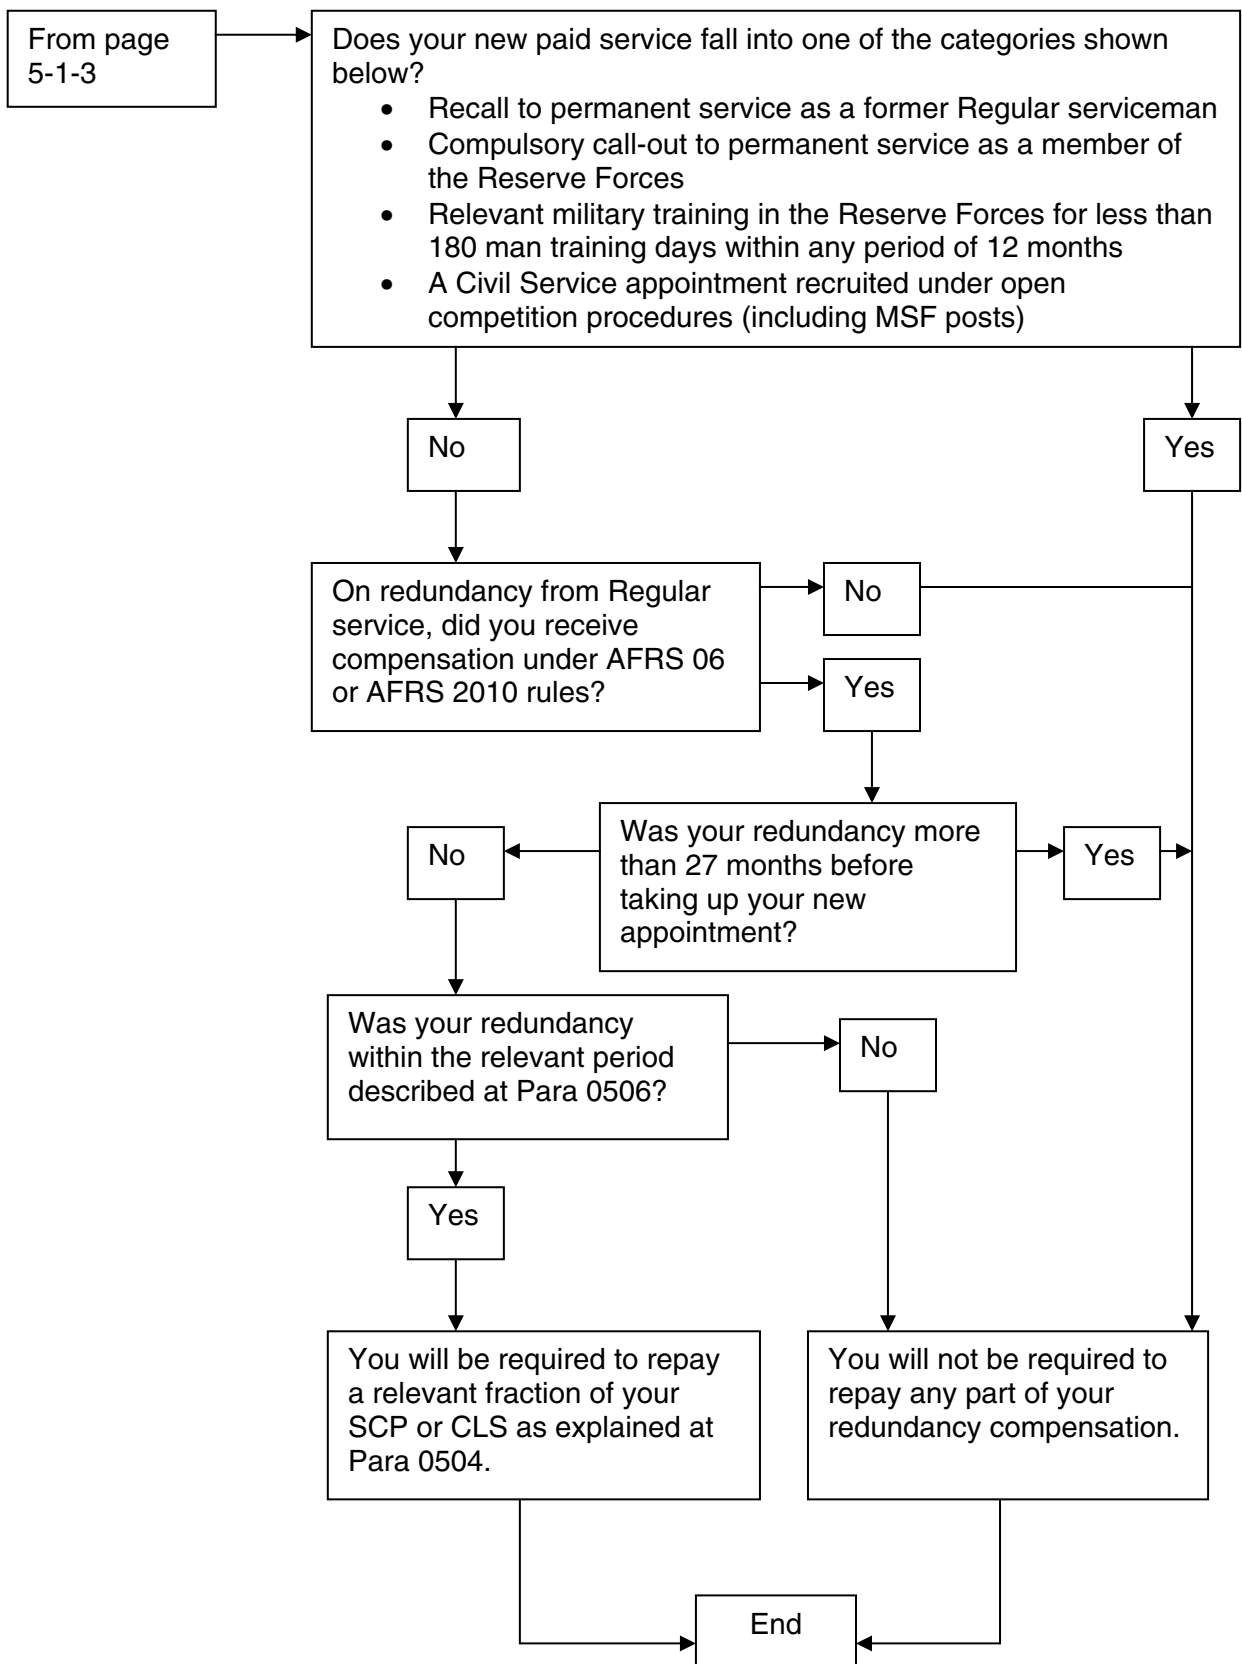 From page
5-1-3
Does your new paid service fall into one of the categories shown
below?
• Recall to permanent service as a former Regular serviceman
• Compulsory call-out to permanent service as a member of
the Reserve Forces
• Relevant military training in the Reserve Forces for less than
180 man training days within any period of 12 months
• A Civil Service appointment recruited under open
competition procedures (including MSF posts)
No
Yes
On redundancy from Regular
service, did you receive
compensation under AFRS 06
or AFRS 2010 rules?
No
Yes
Was your redundancy more
than 27 months before
taking up your new
appointment?
No
Yes
Was your redundancy
within the relevant period
described at Para 0506?
No
Yes
You will be required to repay
a relevant fraction of your
SCP or CLS as explained at
Para 0504.
You will not be required to
repay any part of your
redundancy compensation.
End